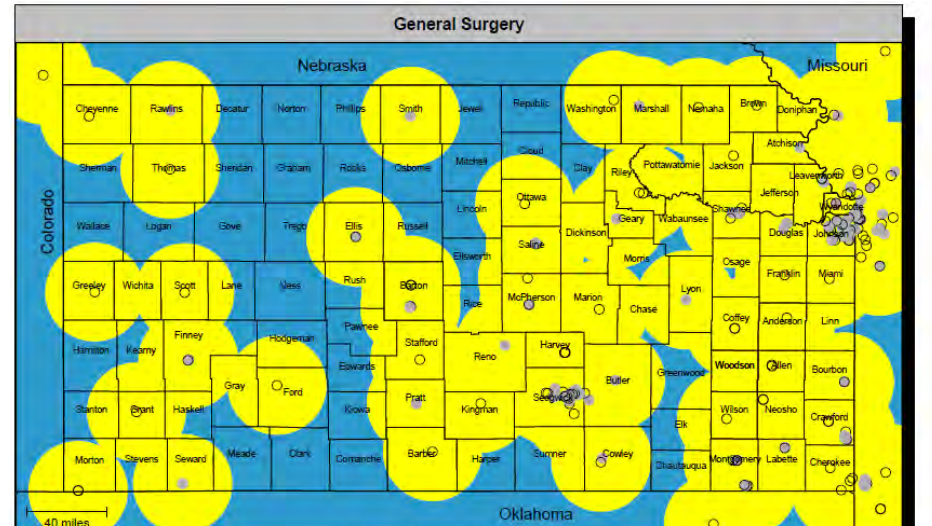 General Surgery
Nebraska
Missouri
Colorado
Cheyenne Rawlins Decatur Norton Phillips Smith Jewell Republic Washington Marshall Nemaha Brown Doniphan
Sherman Thomas Sheridan Graham Rooks Osborne Mitchell Cloud Clay Riley Pottawatomie Jackson Atchison
Leavenworth
Jefferson
Wyandotte
Wallace Logan Gove Trego Ellis Russell Lincoln Ottawa Dickinson Geary Wabaunsee Shawnee Douglas Johnson
Saline
Ellsworth Morris Osage
Greeley Wichita Scott Lane Ness Rush Barton Rice McPherson Marion Chase Lyon Franklin Miami
Hamilton Kearny Finney Hodgeman Pawnee Stafford Reno Harvey Coffey Anderson Linn
Gray Ford Edwards Sedgwick Butler Greenwood Woodson Allen Bourbon
Stanton Grant Haskell Kiowa Pratt Kingman Elk Wilson Neosho Crawford
Morton Stevens Seward Meade Clark Comanche Barber Harper Sumner Cowley Chautauqua Montgomery Labette Cherokee
Oklahoma
40 miles